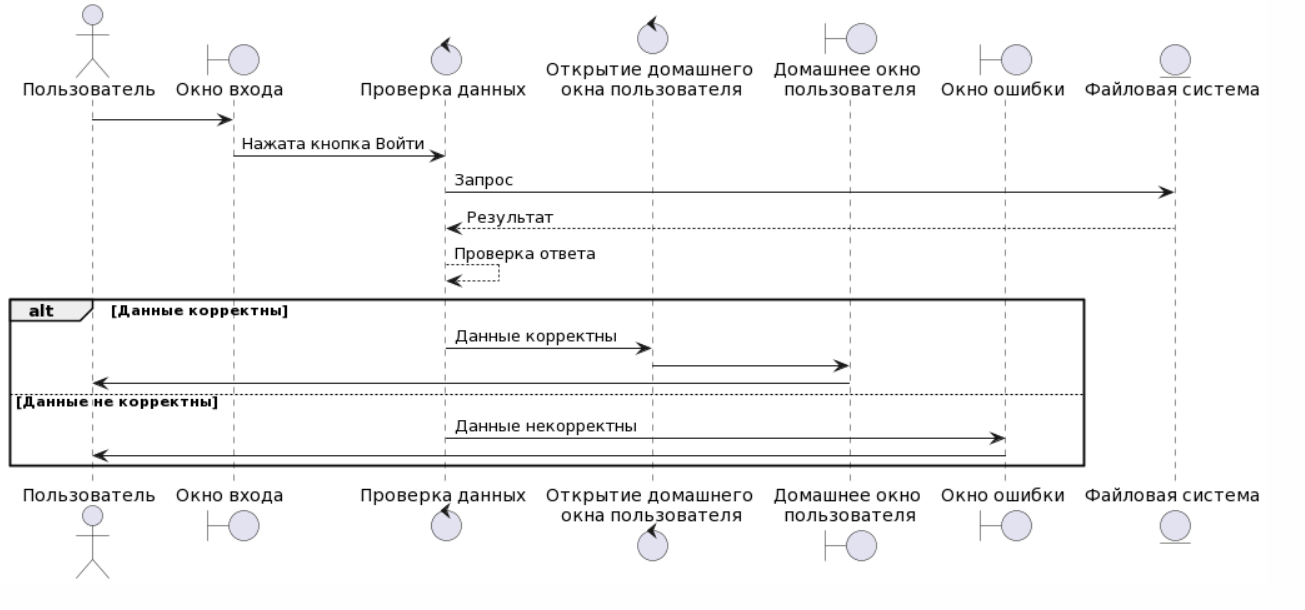 Пользователь
Окно входа
Проверка данных
Открытие домашнего
окна пользователя
Домашнее окно
пользователя
Окно ошибки
Файловая система
Нажата кнопка Войти
Запрос
Результат
Проверка ответа
alt
[Данные корректны]
Данные корректны
[Данные не корректны]
Данные некорректны
Пользователь
Окно входа
Проверка данных
Открытие домашнего
окна пользователя
Домашнее окно
пользователя
Окно ошибки
Файловая система